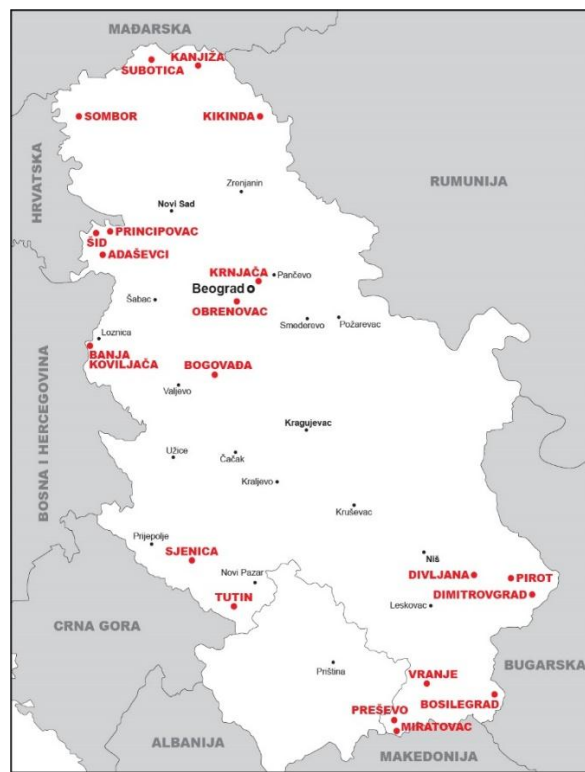 MAĐARSKA
KANJIŽA
SUBOTICA
SOMBOR
KIKINDA
HRVATSKA
RUMUNIJA
Zrenjanin
Novi Sad
PRINCIPOVAC
ŠID
ADAŠEVCI
KRNJAČA
Pančevo
Beograd
Šabac
OBRENOVAC
Smederevo
Požarevac
Loznica
BANJA
KOVILJAČA
BOGOVAĐA
Valjevo
BOSNA I HERCEGOVINA
Kragujevac
Užice
Čačak
Kraljevo
Kruševac
Prijepolje
SJENICA
Niš
Novi Pazar
DIVLJANA
PIROT
DIMITROVGRAD
TUTIN
Leskovac
CRNA GORA
Priština
VRANJE
BUGARSKA
BOSILEGRAD
PREŠEVO
MIRATOVAC
ALBANIJA
MAKEDONIJA